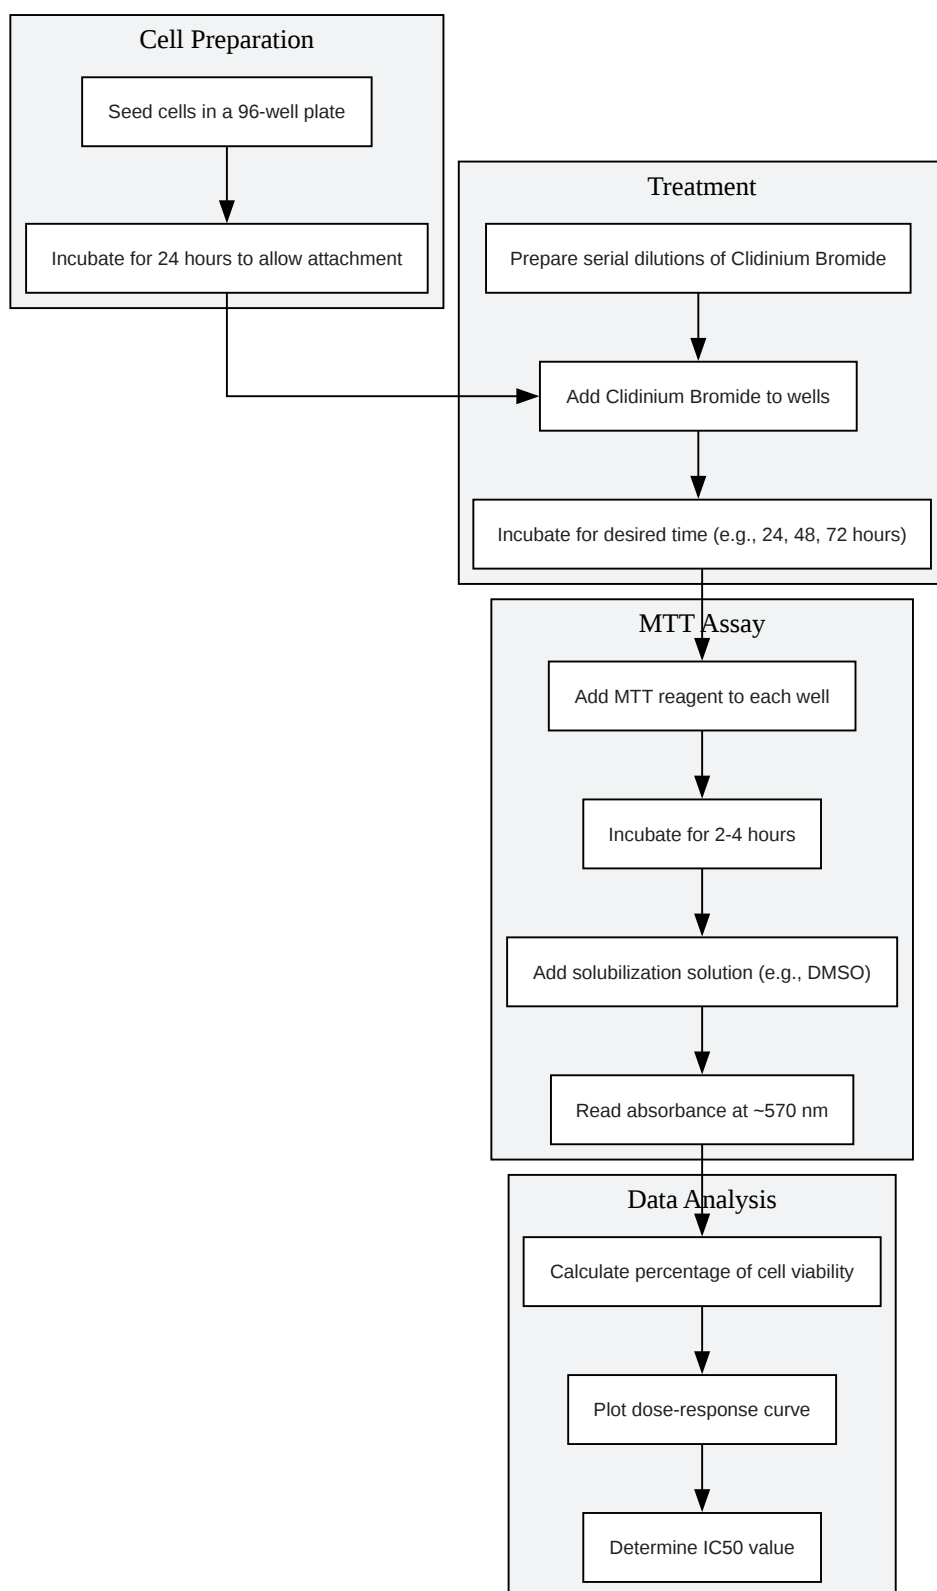 Cell Preparation
Seed cells in a 96-well plate
Incubate for 24 hours to allow attachment
Treatment
Prepare serial dilutions of Clidinium Bromide
Add Clidinium Bromide to wells
Incubate for desired time (e.g., 24, 48, 72 hours)
MTT Assay
Add MTT reagent to each well
Incubate for 2-4 hours
Add solubilization solution (e.g., DMSO)
Read absorbance at ~570 nm
Data Analysis
Calculate percentage of cell viability
Plot dose-response curve
Determine IC50 value